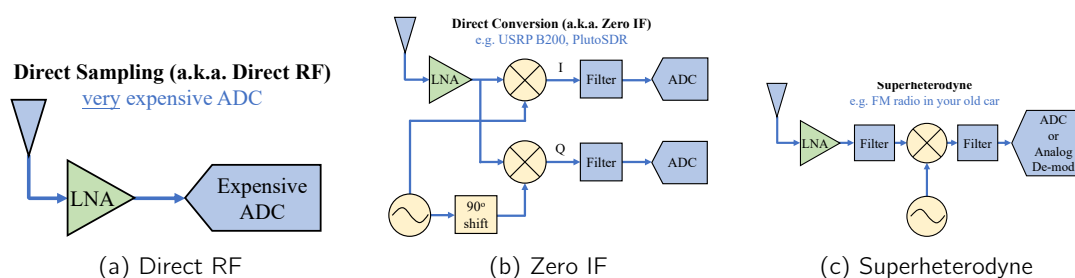 Direct Sampling (a.k.a. Direct RF)
very expensive ADC
LNA
Expensive
ADC
(a) Direct RF
Direct Conversion (a.k.a. Zero IF)
e.g. USRP B200, PlutoSDR
LNA
I
Filter
ADC
Q
Filter
ADC
90°
shift
(b) Zero IF
Superheterodyne
e.g. FM radio in your old car
LNA
Filter
Filter
ADC
or
Analog
De-mod
(c) Superheterodyne